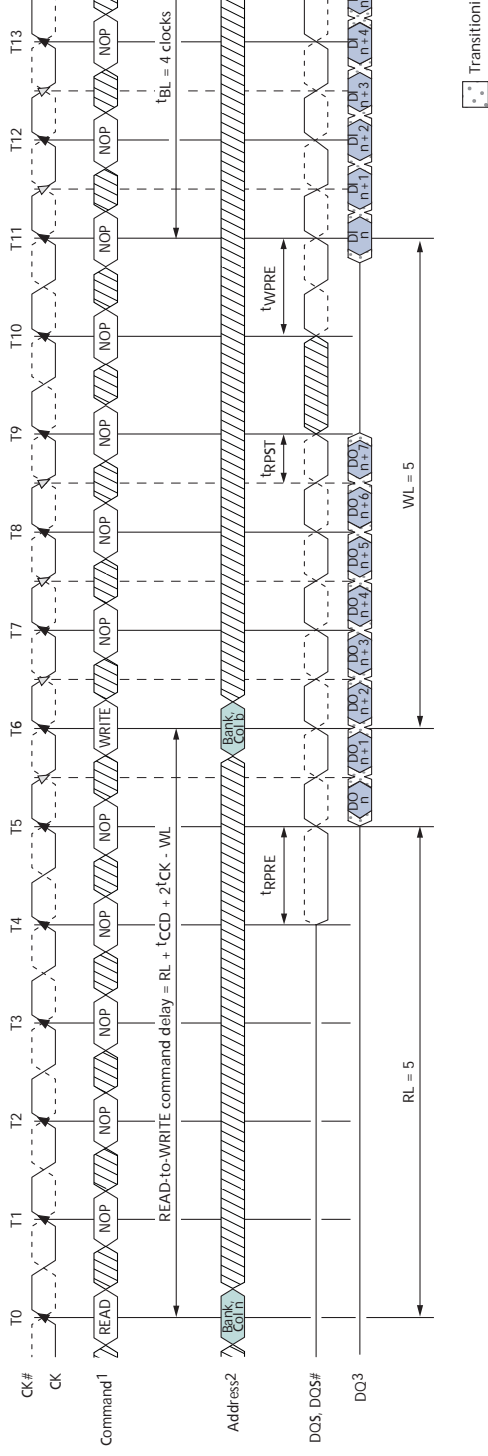 T0 T1 T2 T3 T4 T5 T6 T7 T8 T9 T10 T11 T12 T13
CK#
CK
Command1 READ NOP NOP NOP NOP NOP WRITE NOP NOP NOP NOP NOP NOP NOP
READ-to-WRITE command delay = RL + tCCD + 2tCK - WL
tBL = 4 clocks
Address2
Bank, Col n
Bank, Col b
tRPRE
tRPST
tWPRE
DQS, DQS#
DQ3
DO n
DO n + 1
DO n + 2
DO n + 3
DO n + 4
DO n + 5
DO n + 6
DO n + 7
DI n
DI n + 1
DI n + 2
DI n + 3
DI n + 4
RL = 5
WL = 5
Transitioni